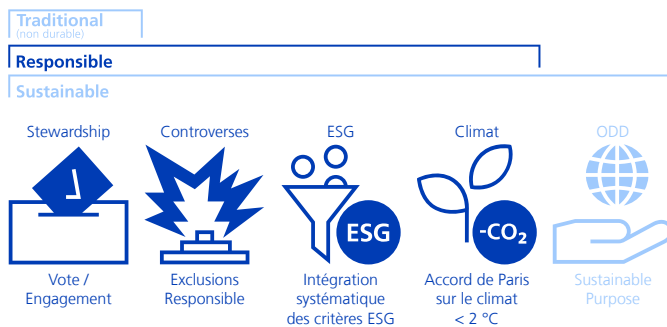 Traditional
(non durable)
Responsible
Sustainable
Stewardship
Controverses
ESG
Climat
ODD
ESG
-CO₂
Vote /
Engagement
Exclusions
Responsible
Intégration
systématique
des critères ESG
Accord de Paris
sur le climat
< 2 °C
Sustainable
Purpose